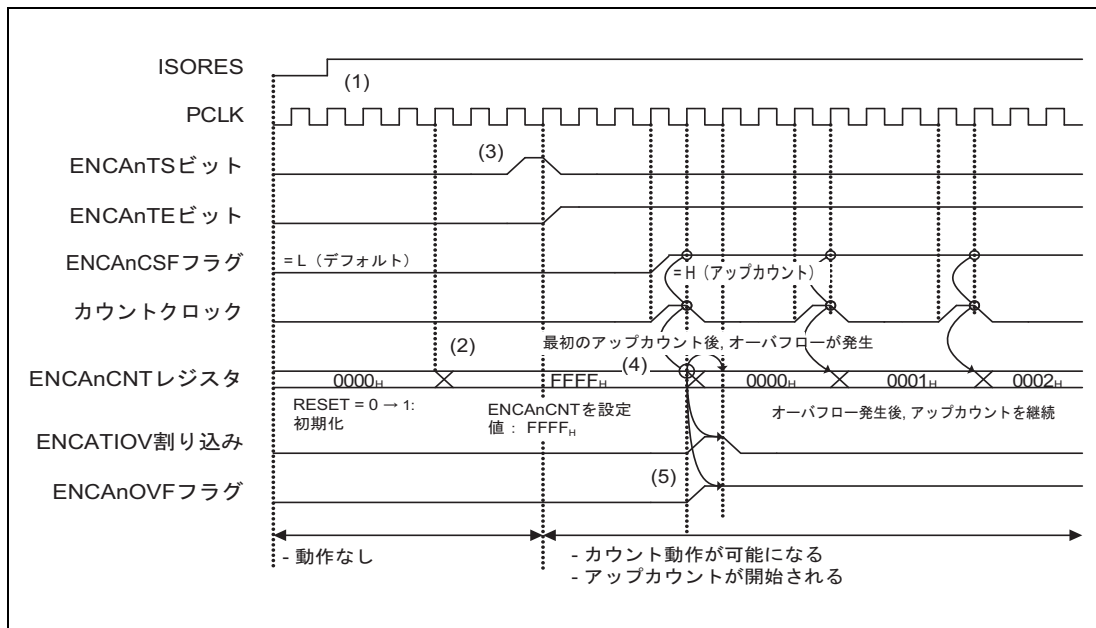 ISORES
(1)
PCLK
ENCAnTSビット
(3)
ENCAnTEビット
ENCAnCSFフラグ
= L（デフォルト）
= H（アップカウント）
カウントクロック
最初のアップカウント後, オーバフローが発生
(2)
(4)
ENCAnCNTレジスタ
0000H
FFFFH
0000H
0001H
0002H
RESET = 0 → 1:
初期化
ENCAnCNTを設定
値： FFFFH
オーバフロー発生後, アップカウントを継続
ENCATIOV割り込み
(5)
ENCAnOVFフラグ
- 動作なし
- カウント動作が可能になる
- アップカウントが開始される